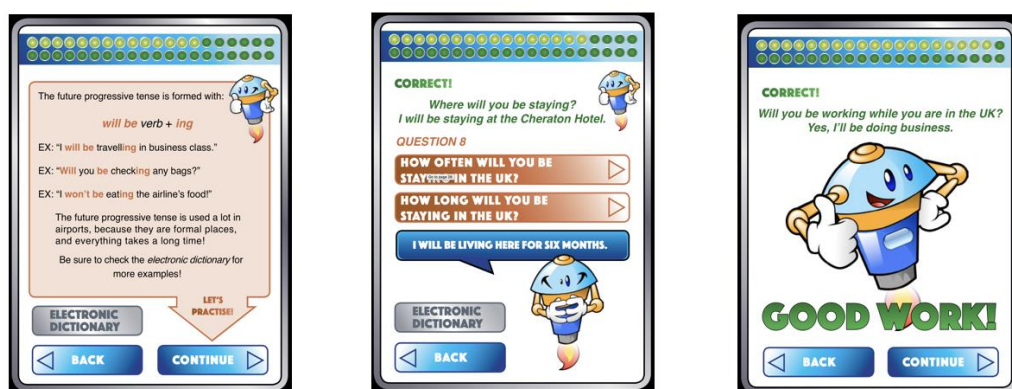 The future progressive tense is formed with:
will be verb + ing
EX: "I will be travelling in business class."
EX: "Will you be checking any bags?"
EX: "I won't be eating the airline's food!"
The future progressive tense is used a lot in
airports, because they are formal places,
and everything takes a long time!
Be sure to check the electronic dictionary for
more examples!
LET'S
PRACTISE!
ELECTRONIC
DICTIONARY
BACK
CONTINUE
CORRECT!
Where will you be staying?
I will be staying at the Cheraton Hotel.
QUESTION 8
HOW OFTEN WILL YOU BE
STAYING IN THE UK?
HOW LONG WILL YOU BE
STAYING IN THE UK?
I WILL BE LIVING HERE FOR SIX MONTHS.
ELECTRONIC
DICTIONARY
BACK
CORRECT!
Will you be working while you are in the UK?
Yes, I'll be doing business.
GOOD WORK!
BACK
CONTINUE